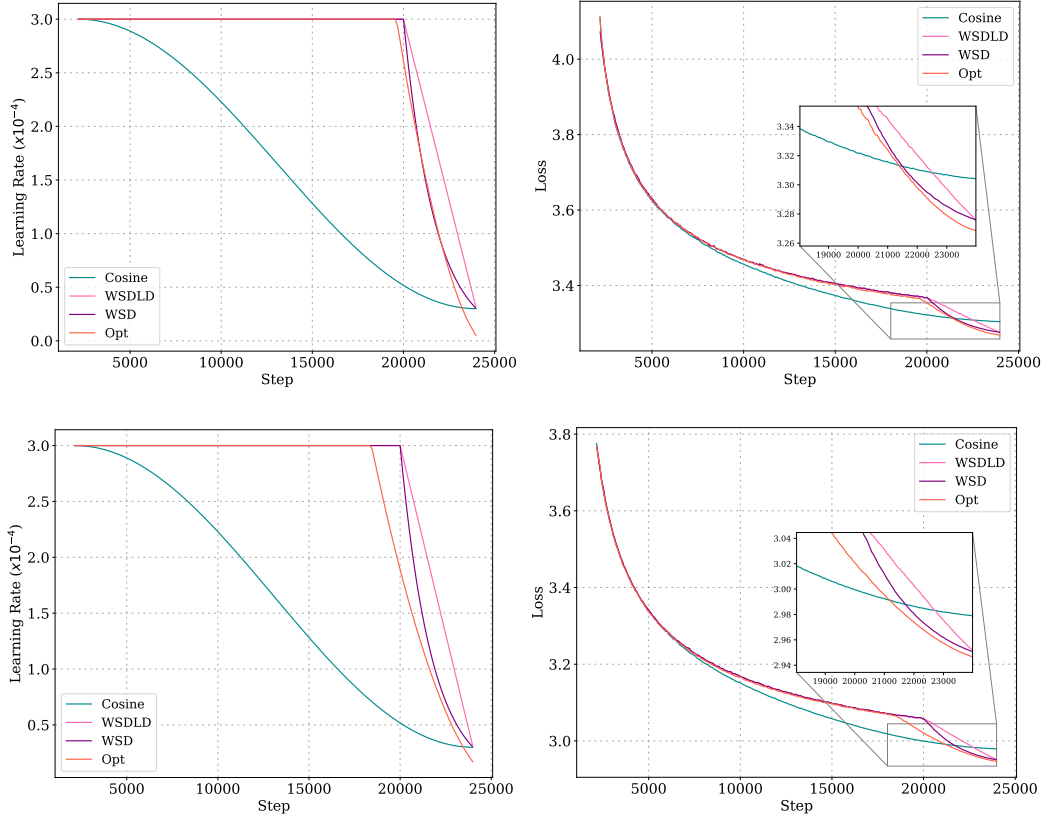 3.0
2.5
2.0
1.5
1.0
0.5
0.0
Learning Rate (x10⁻⁴)
Cosine
WSDLD
WSD
Opt
5000 10000 15000 20000 25000
Step
4.0
3.8
3.6
3.4
Loss
Cosine
WSDLD
WSD
Opt
3.34
3.32
3.30
3.28
3.26
19000 20000 21000 22000 23000
5000 10000 15000 20000 25000
Step
3.0
2.5
2.0
1.5
1.0
0.5
Learning Rate (x10⁻⁴)
Cosine
WSDLD
WSD
Opt
5000 10000 15000 20000 25000
Step
3.8
3.6
3.4
3.2
3.0
Loss
Cosine
WSDLD
WSD
Opt
3.04
3.02
3.00
2.98
2.96
2.94
19000 20000 21000 22000 23000
5000 10000 15000 20000 25000
Step